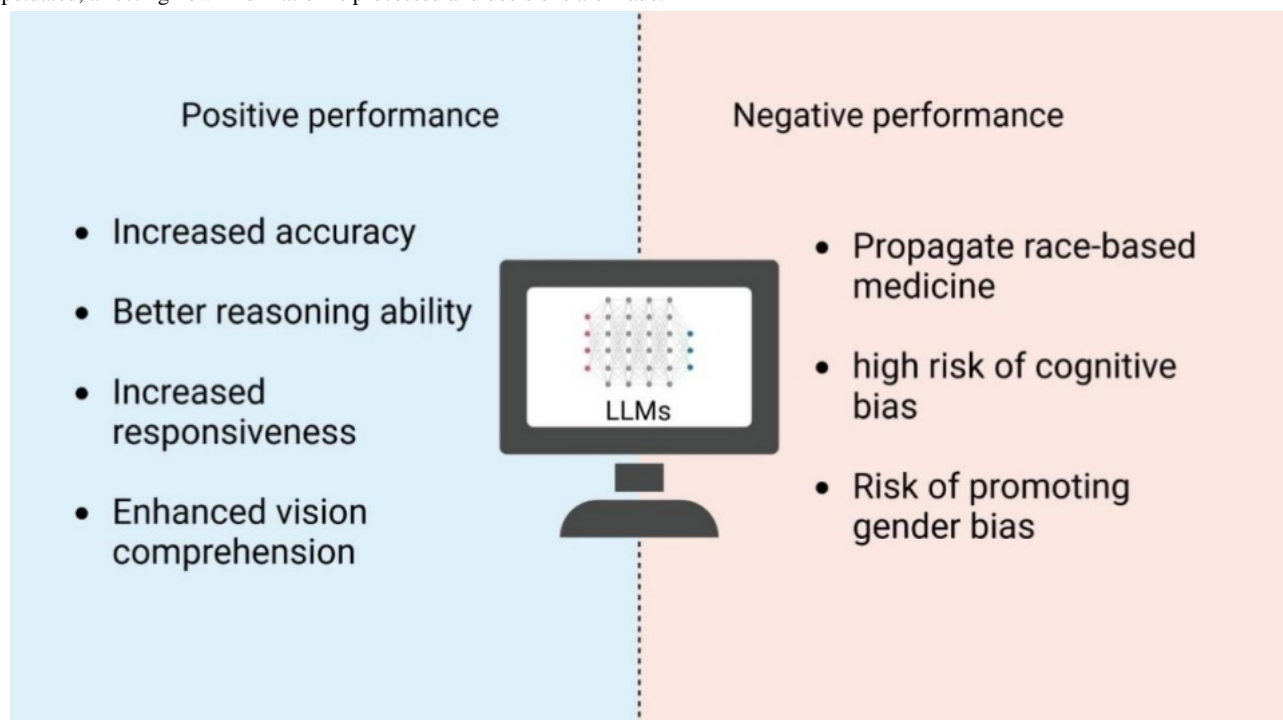 Positive performance
• Increased accuracy
• Better reasoning ability
• Increased
responsiveness
• Enhanced vision
comprehension
LLMs
Negative performance
• Propagate race-based
medicine
• high risk of cognitive
bias
• Risk of promoting
gender bias